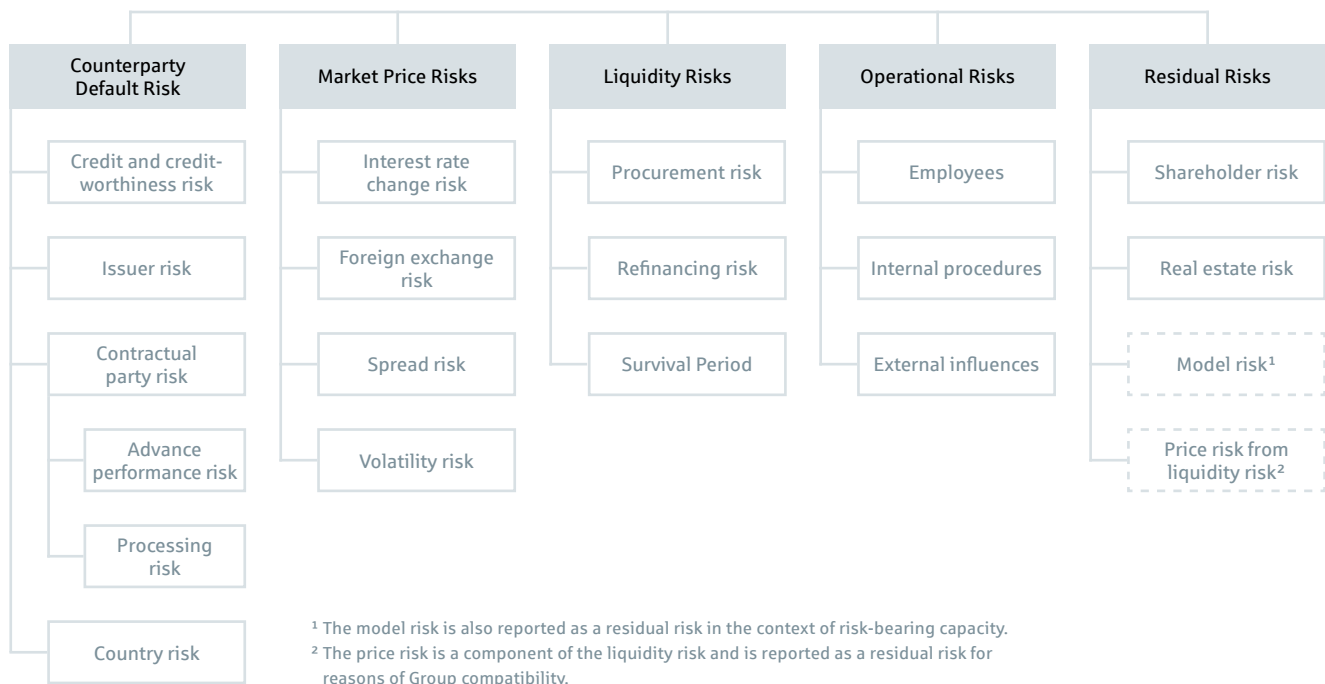 Counterparty
Default Risk
Market Price Risks
Liquidity Risks
Operational Risks
Residual Risks
Credit and credit-
worthiness risk
Interest rate
change risk
Procurement risk
Employees
Shareholder risk
Issuer risk
Foreign exchange
risk
Refinancing risk
Internal procedures
Real estate risk
Contractual
party risk
Spread risk
Survival Period
External influences
Model risk¹
Advance
performance risk
Volatility risk
Price risk from
liquidity risk²
Processing
risk
Country risk
¹ The model risk is also reported as a residual risk in the context of risk-bearing capacity.
² The price risk is a component of the liquidity risk and is reported as a residual risk for
reasons of Group compatibility.